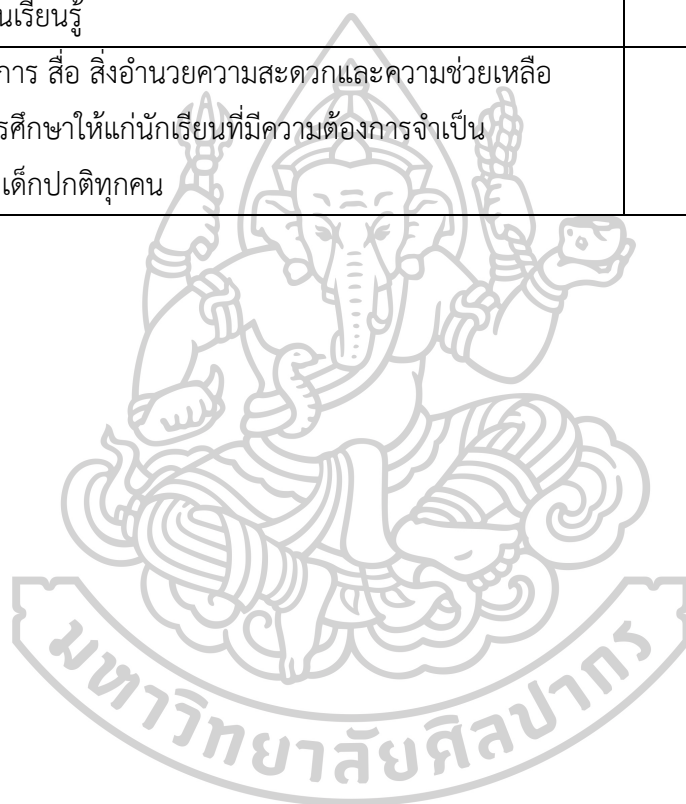 นเรียนรู้
การ สื่อ สิ่งอำนวยความสะดวกและความช่วยเหลือ
รศึกษาให้แก่นักเรียนที่มีความต้องการจำเป็น
เด็กปกติทุกคน
มหาวิทยาลัยศิลปากร